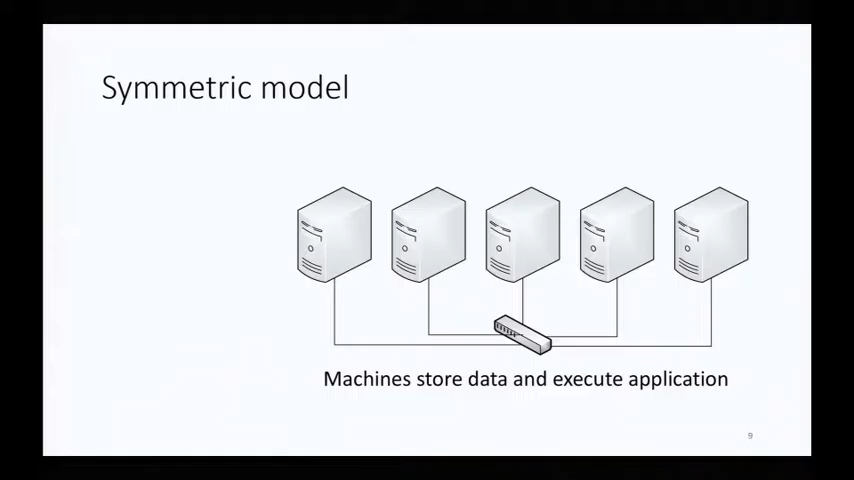 Symmetric model
Machines store data and execute application
9